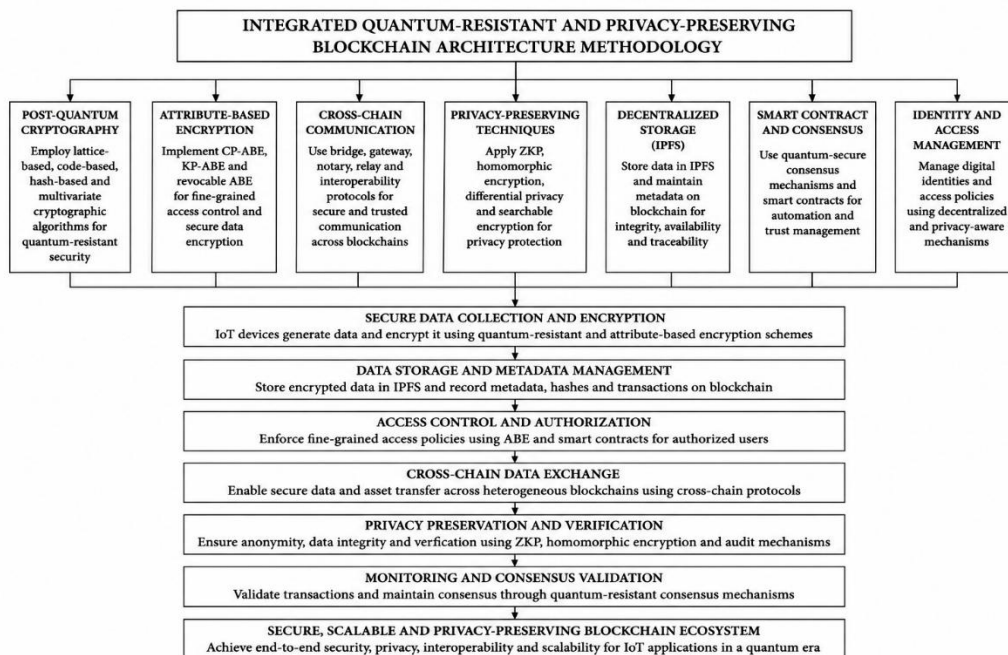 INTEGRATED QUANTUM-RESISTANT AND PRIVACY-PRESERVING
BLOCKCHAIN ARCHITECTURE METHODOLOGY
POST-QUANTUM
CRYPTOGRAPHY
Employ lattice-
based, code-based,
hash-based and
multivariate
cryptographic
algorithms for
quantum-resistant
security
ATTRIBUTE-BASED
ENCRYPTION
Implement CP-ABE,
KP-ABE and
revocable ABE
for fine-grained
access control and
secure data
encryption
CROSS-CHAIN
COMMUNICATION
Use bridge, gateway,
notary, relay and
interoperability
protocols for
secure and trusted
communication
across blockchains
PRIVACY-PRESERVING
TECHNIQUES
Apply ZKP,
homomorphic
encryption,
differential privacy
and searchable
encryption for
privacy protection
DECENTRALIZED
STORAGE
(IPFS)
Store data in IPFS
and maintain
metadata on
blockchain for
integrity, availability
and traceability
SMART CONTRACT
AND CONSENSUS
Use quantum-secure
consensus
mechanisms and
smart contracts for
automation and
trust management
IDENTITY AND
ACCESS
MANAGEMENT
Manage digital
identities and
access policies
using decentralized
and privacy-aware
mechanisms
SECURE DATA COLLECTION AND ENCRYPTION
IoT devices generate data and encrypt it using quantum-resistant and attribute-based encryption schemes
DATA STORAGE AND METADATA MANAGEMENT
Store encrypted data in IPFS and record metadata, hashes and transactions on blockchain
ACCESS CONTROL AND AUTHORIZATION
Enforce fine-grained access policies using ABE and smart contracts for authorized users
CROSS-CHAIN DATA EXCHANGE
Enable secure data and asset transfer across heterogeneous blockchains using cross-chain protocols
PRIVACY PRESERVATION AND VERIFICATION
Ensure anonymity, data integrity and verfication using ZKP, homomorphic encryption and audit mechanisms
MONITORING AND CONSENSUS VALIDATION
Validate transactions and maintain consensus through quantum-resistant consensus mechanisms
SECURE, SCALABLE AND PRIVACY-PRESERVING BLOCKCHAIN ECOSYSTEM
Achieve end-to-end security, privacy, interoperability and scalability for IoT applications in a quantum era